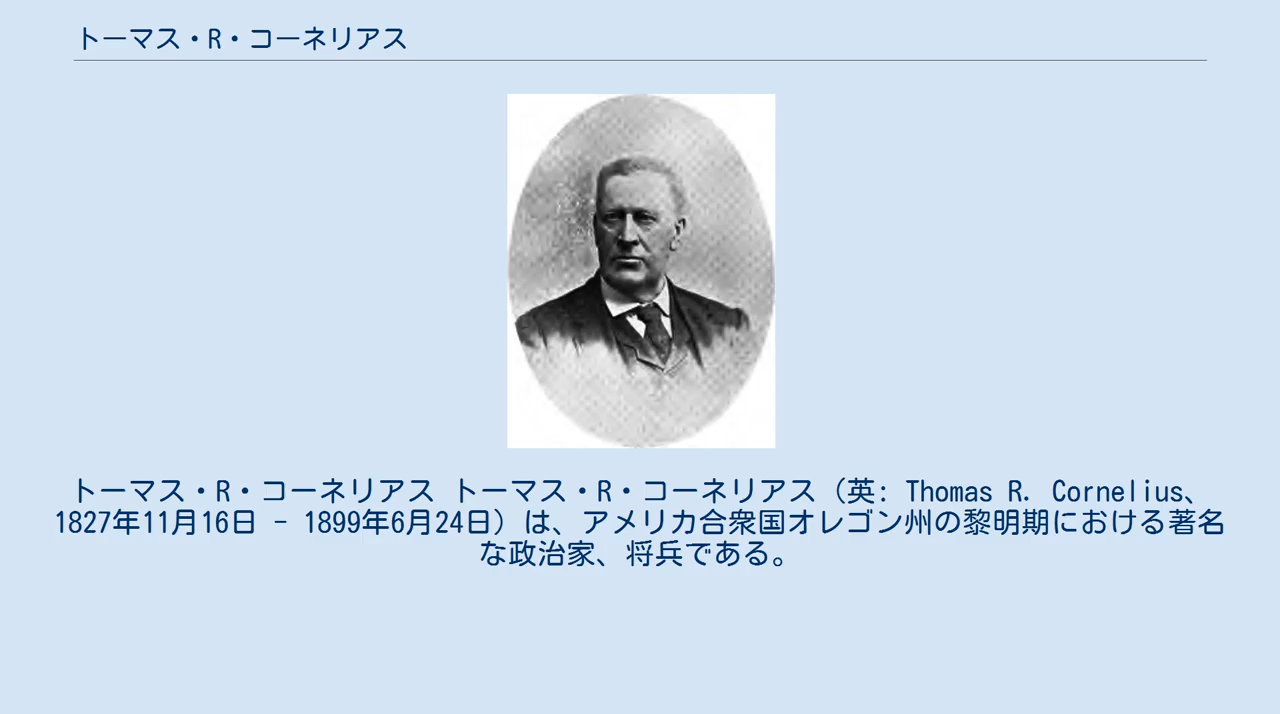 トーマス・R・コーネリアス
トーマス・R・コーネリアス トーマス・R・コーネリアス（英: Thomas R. Cornelius、
1827年11月16日 - 1899年6月24日）は、アメリカ合衆国オレゴン州の黎明期における著名
な政治家、将兵である。